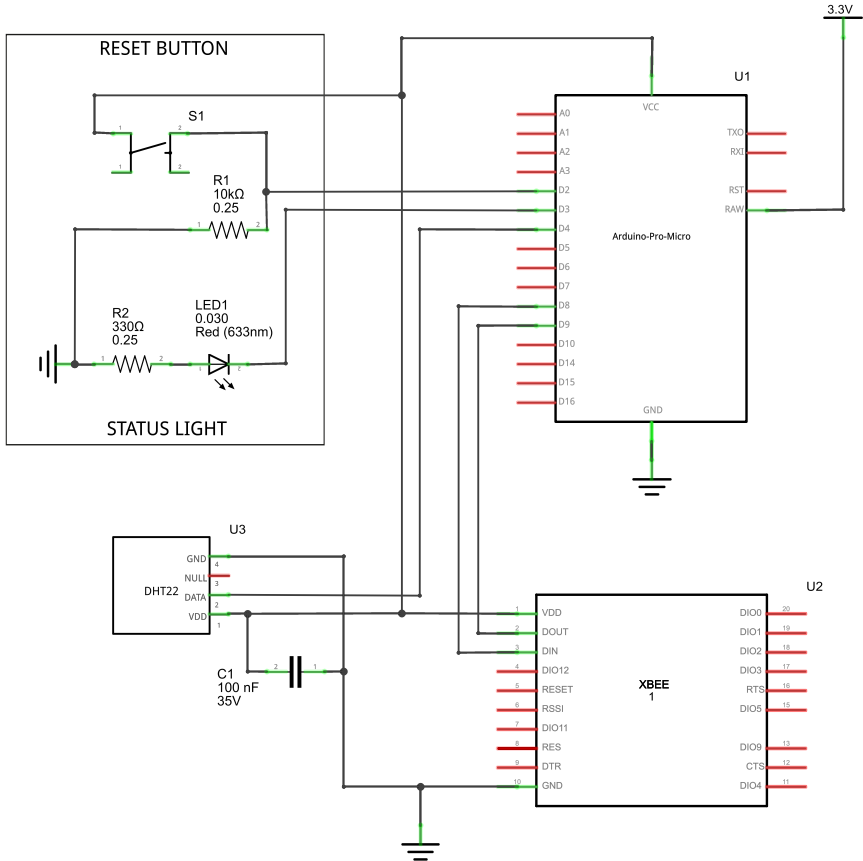 3.3V
RESET BUTTON
U1
VCC
S1
1
2
1
2
A0
A1
A2
A3
D2
D3
D4
D5
D6
D7
D8
D9
D10
D14
D15
D16
TXO
RXI
RST
RAW
Arduino-Pro-Micro
GND
R1
10kΩ
0.25
1
2
R2
330Ω
0.25
1
2
LED1
0.030
Red (633nm)
STATUS LIGHT
U3
DHT22
GND
4
NULL
3
DATA
2
VDD
1
C1
100 nF
35V
2
1
U2
XBEE
1
1 VDD
2 DOUT
3 DIN
4 DIO12
5 RESET
6 RSSI
7 DIO11
8 RES
9 DTR
10 GND
DIO0 20
DIO1 19
DIO2 18
DIO3 17
RTS 16
DIO5 15
DIO9 13
CTS 12
DIO4 11